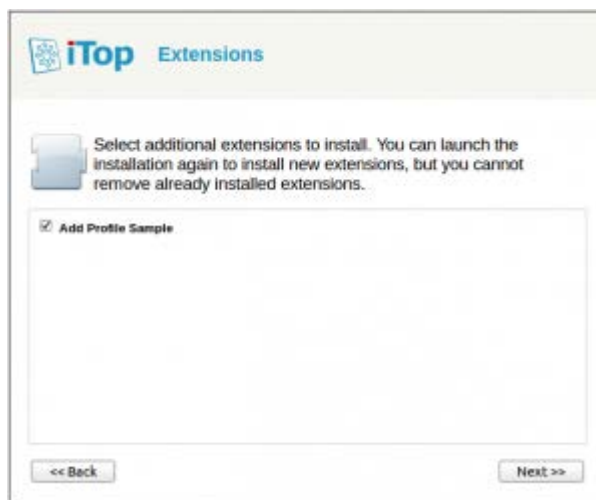 iTop Extensions
Select additional extensions to install. You can launch the
installation again to install new extensions, but you cannot
remove already installed extensions.
Add Profile Sample
<< Back Next >>